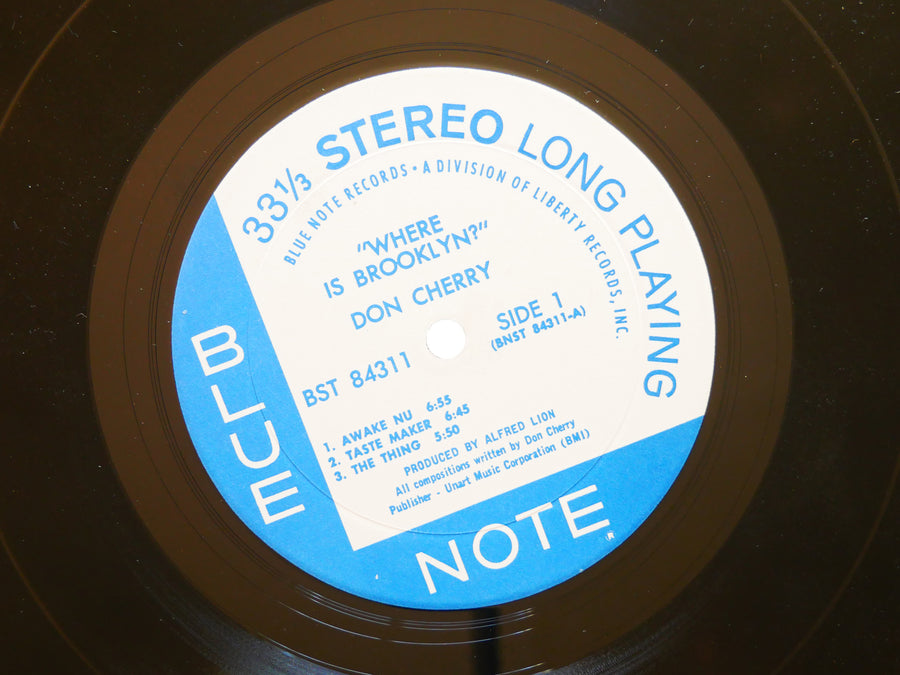 33 1/3 STEREO LONG PLAYING
BLUE NOTE RECORDS • A DIVISION OF LIBERTY RECORDS, INC.
"WHERE
IS BROOKLYN?"
DON CHERRY
BST 84311
SIDE 1
(BNST 84311-A)
1. AWAKE NU 6:55
2. TASTE MAKER 6:45
3. THE THING 5:50
PRODUCED BY ALFRED LION
All compositions written by Don Cherry
Publisher - Unart Music Corporation (BMI)
BLUE
NOTE
®